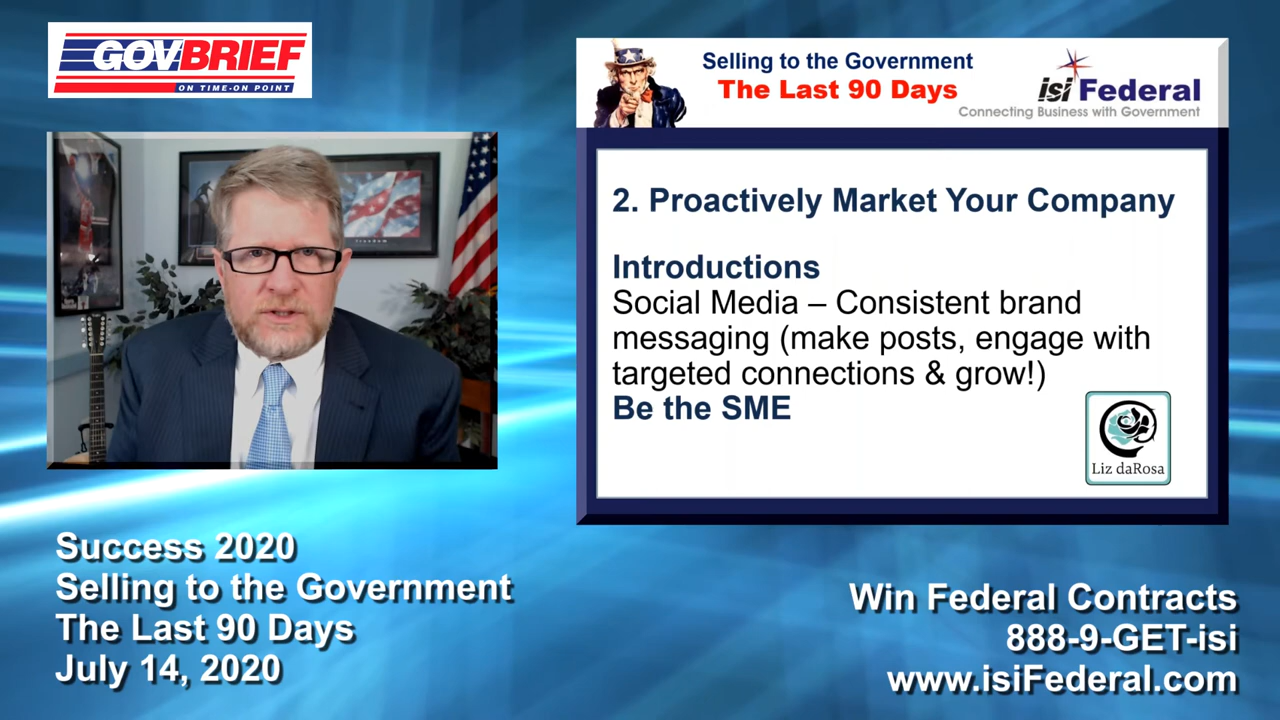 GOVBRIEF
ON TIME-ON POINT
Selling to the Government
The Last 90 Days
isi Federal
Connecting Business with Government
2. Proactively Market Your Company
Introductions
Social Media – Consistent brand
messaging (make posts, engage with
targeted connections & grow!)
Be the SME
Liz daRosa
freedom
Success 2020
Selling to the Government
The Last 90 Days
July 14, 2020
Win Federal Contracts
888-9-GET-isi
www.isiFederal.com